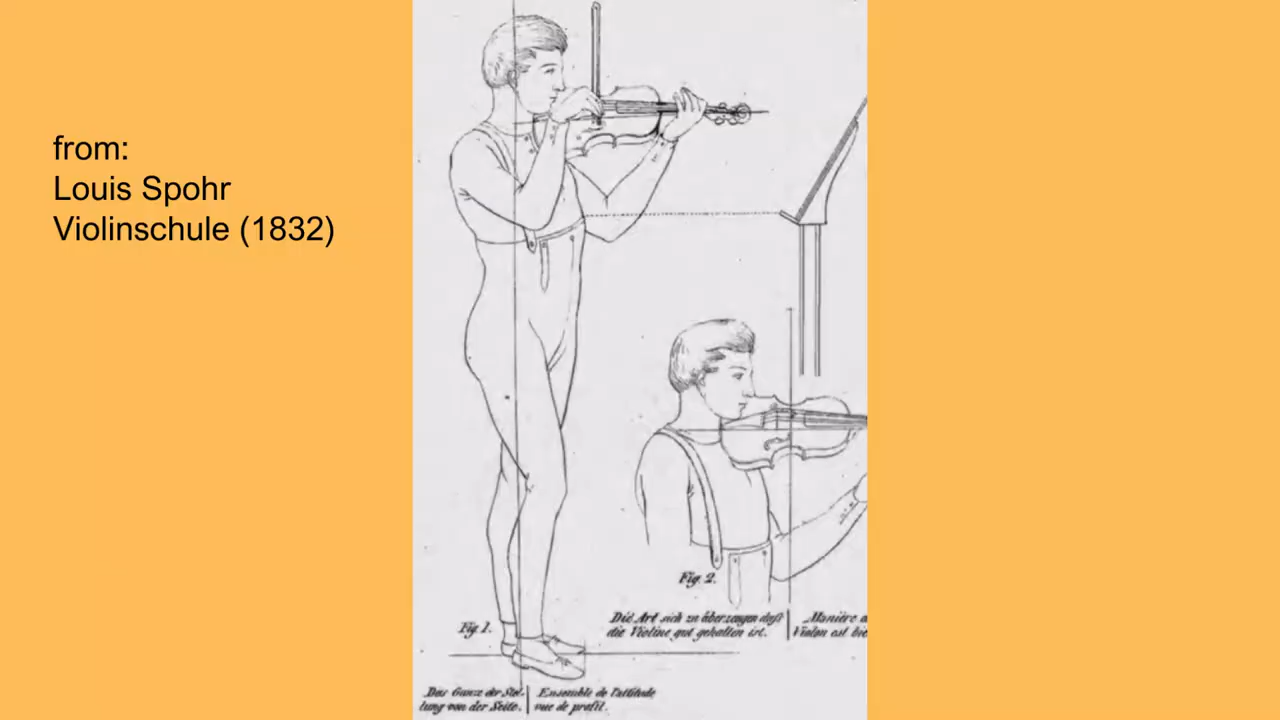 from:
Louis Spohr
Violinschule (1832)
Fig. 2.
Die Art sich zu überzeugen daß
die Violine gut gehalten ist.
Manière
Violon est
Fig. 1.
Das Ganze der Stel-
lung von der Seite.
Ensemble de l'attitude
vue de profil.